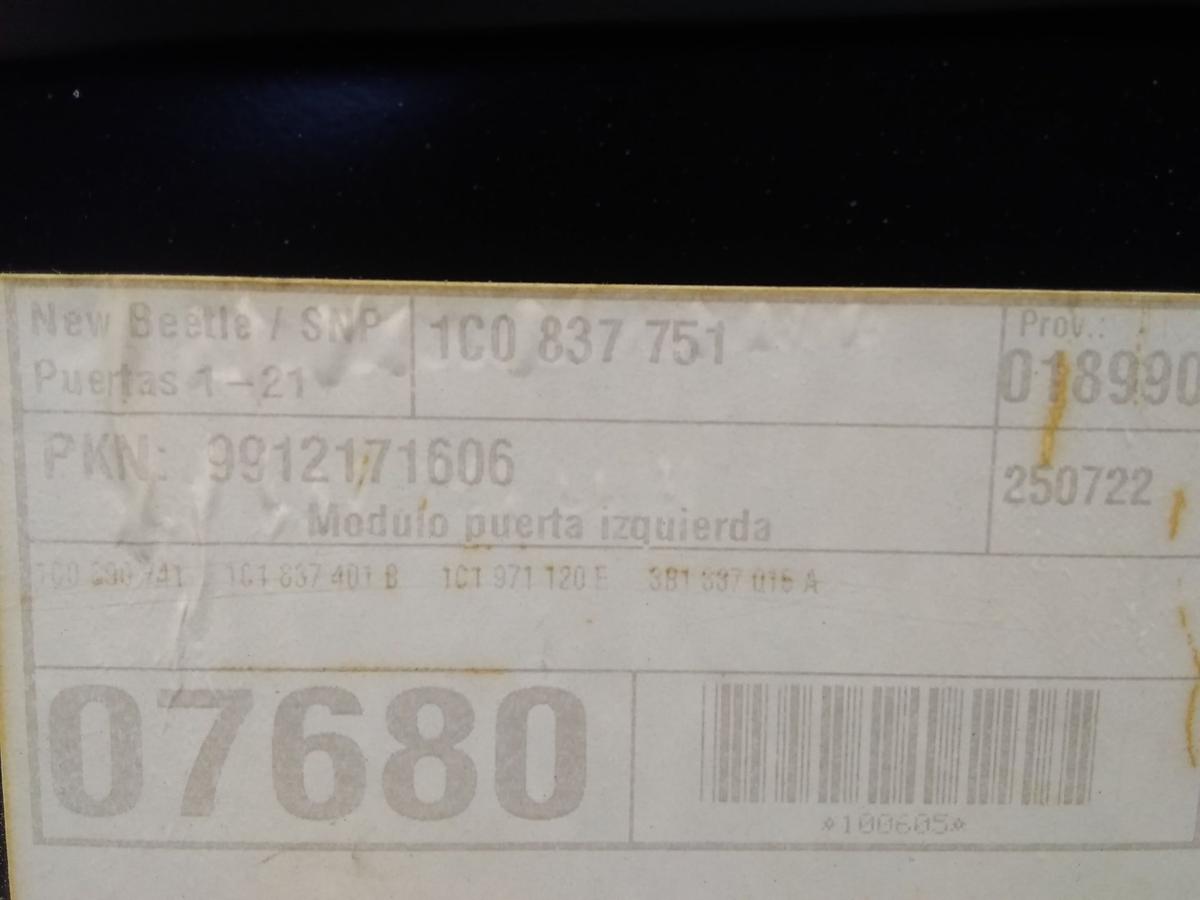 New Beetle / SNP
Puertas 1-21
1C0 837 751
Prov.:
018990
PKN: 9912171606
250722
Modulo puerta izquierda
1C1 837 401 B 1C1 971 120 E
07680
*100605*